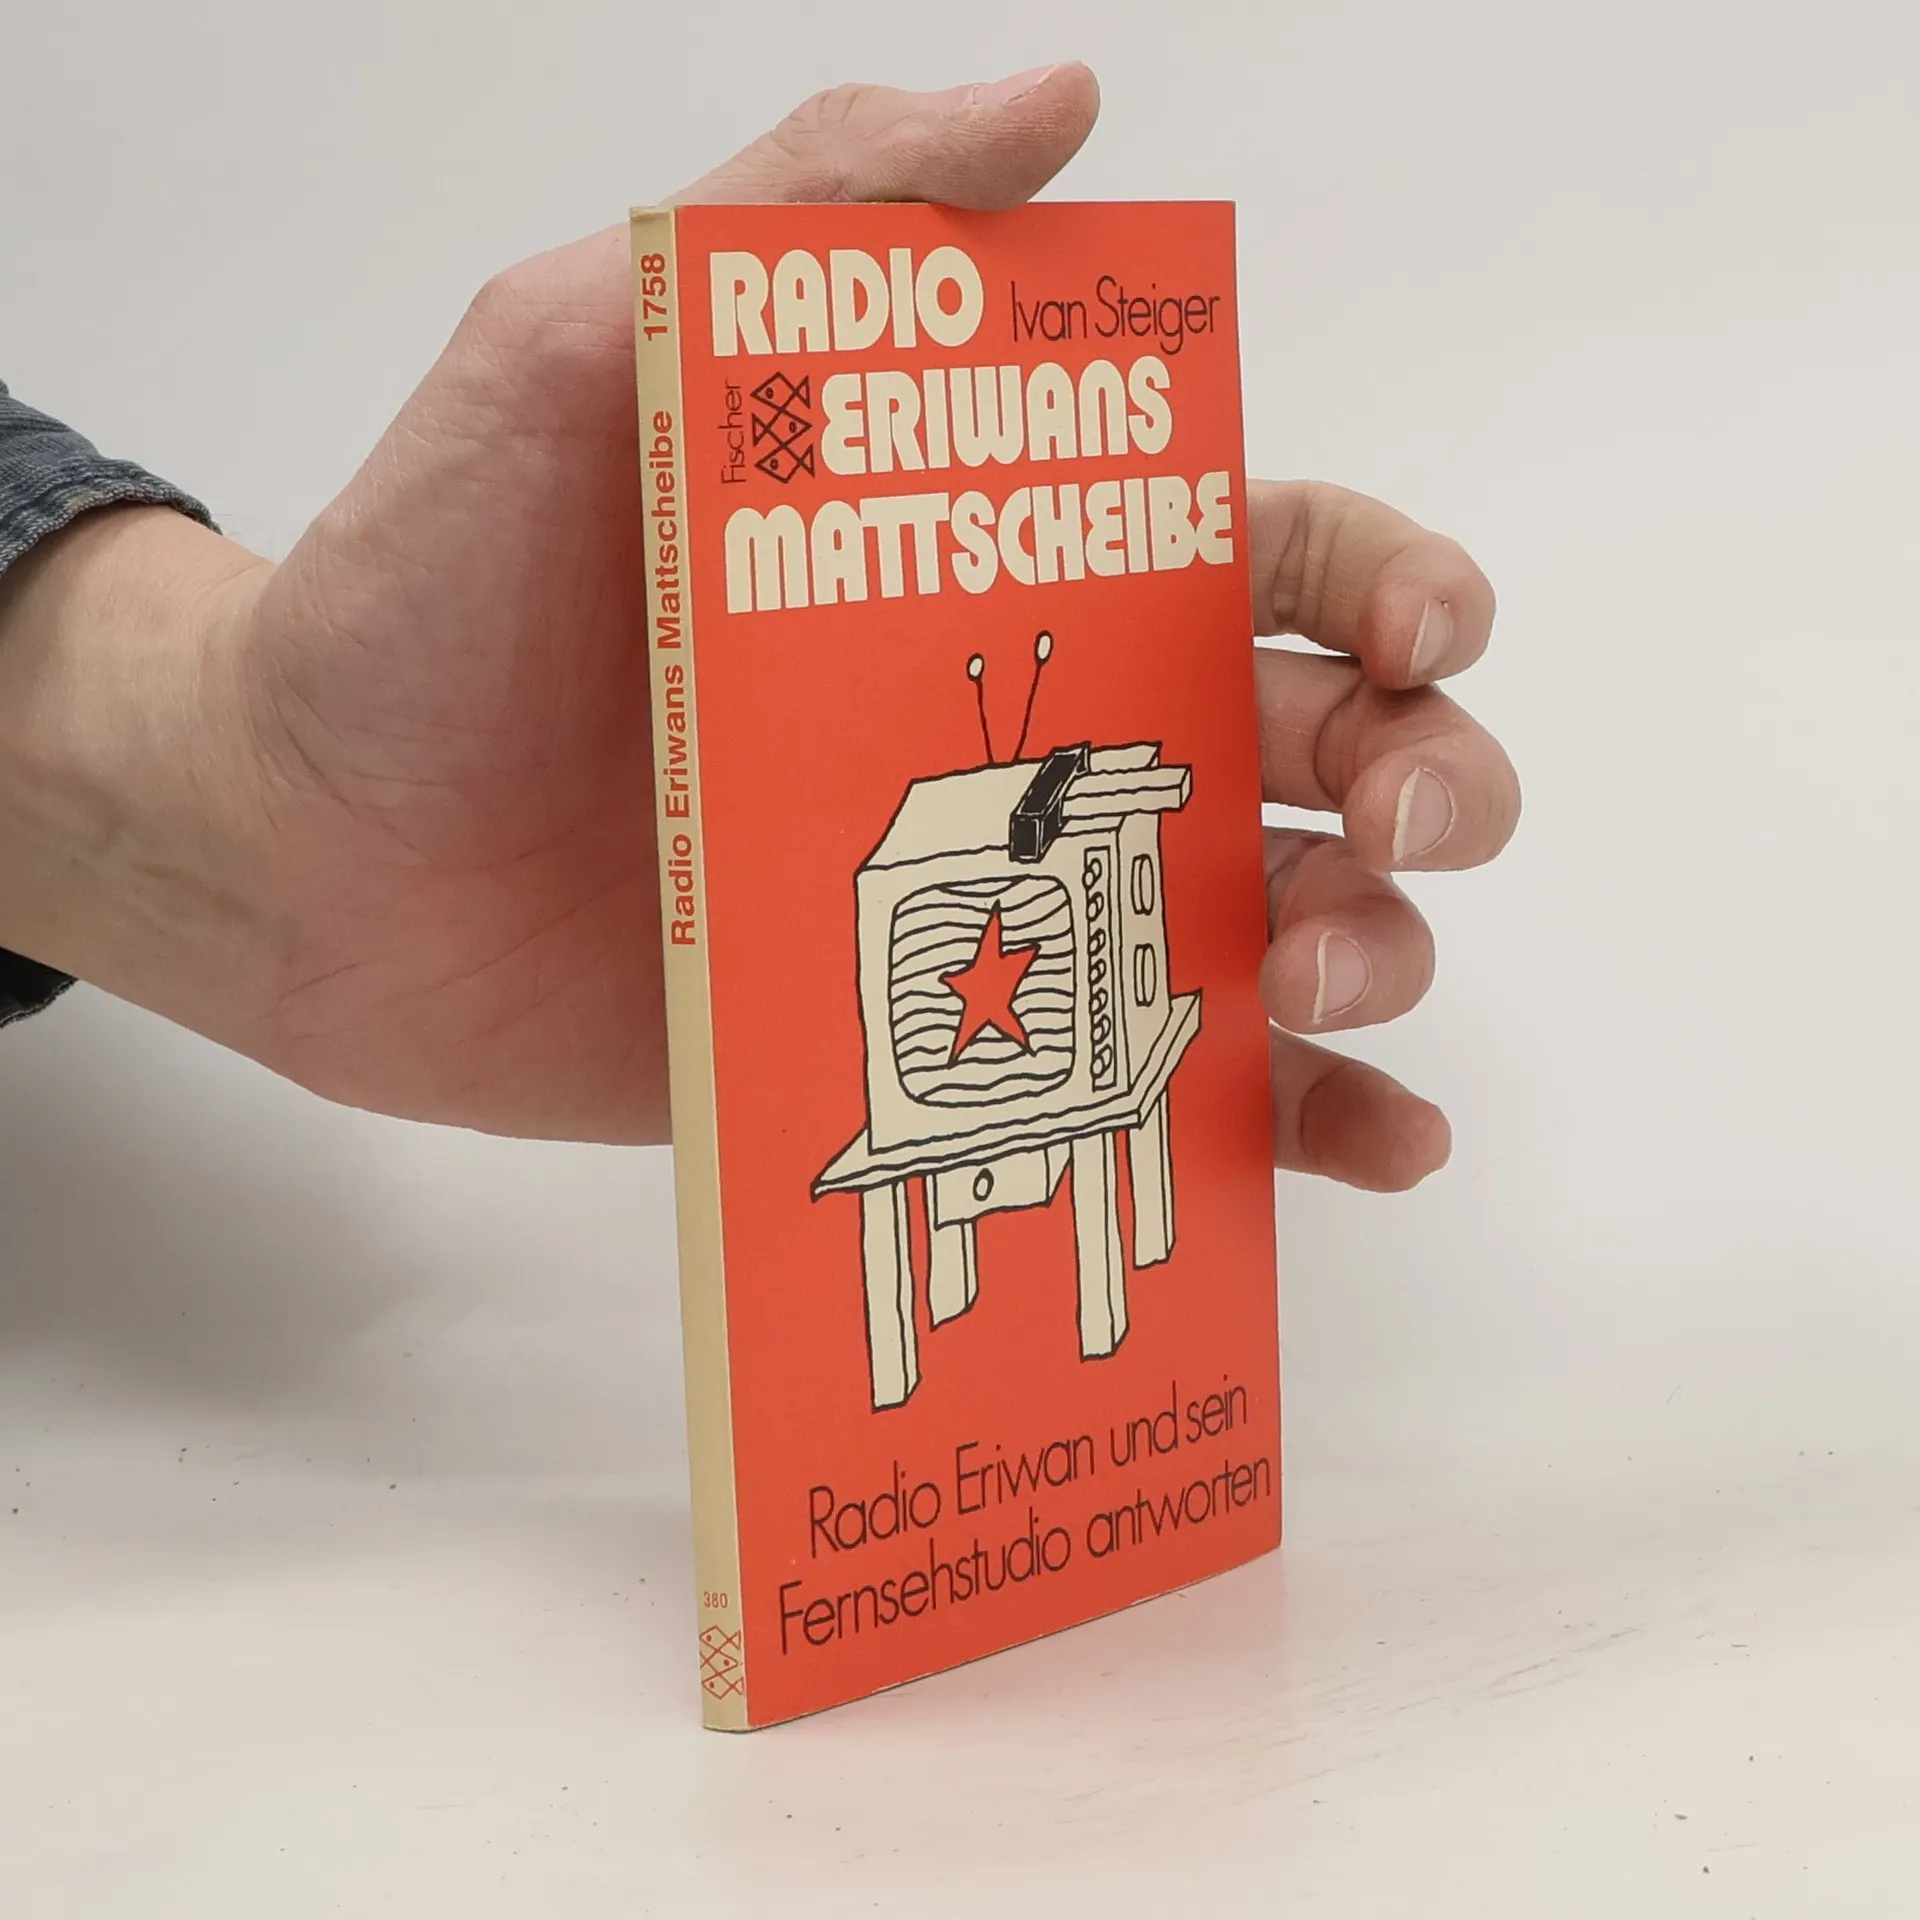 RADIO
Ivan Steiger
Fischer
ERIWANS
MATTSCHEIBE
Radio Eriwan und sein
Fernsehstudio antworten
Radio Eriwans Mattscheibe 1758
380